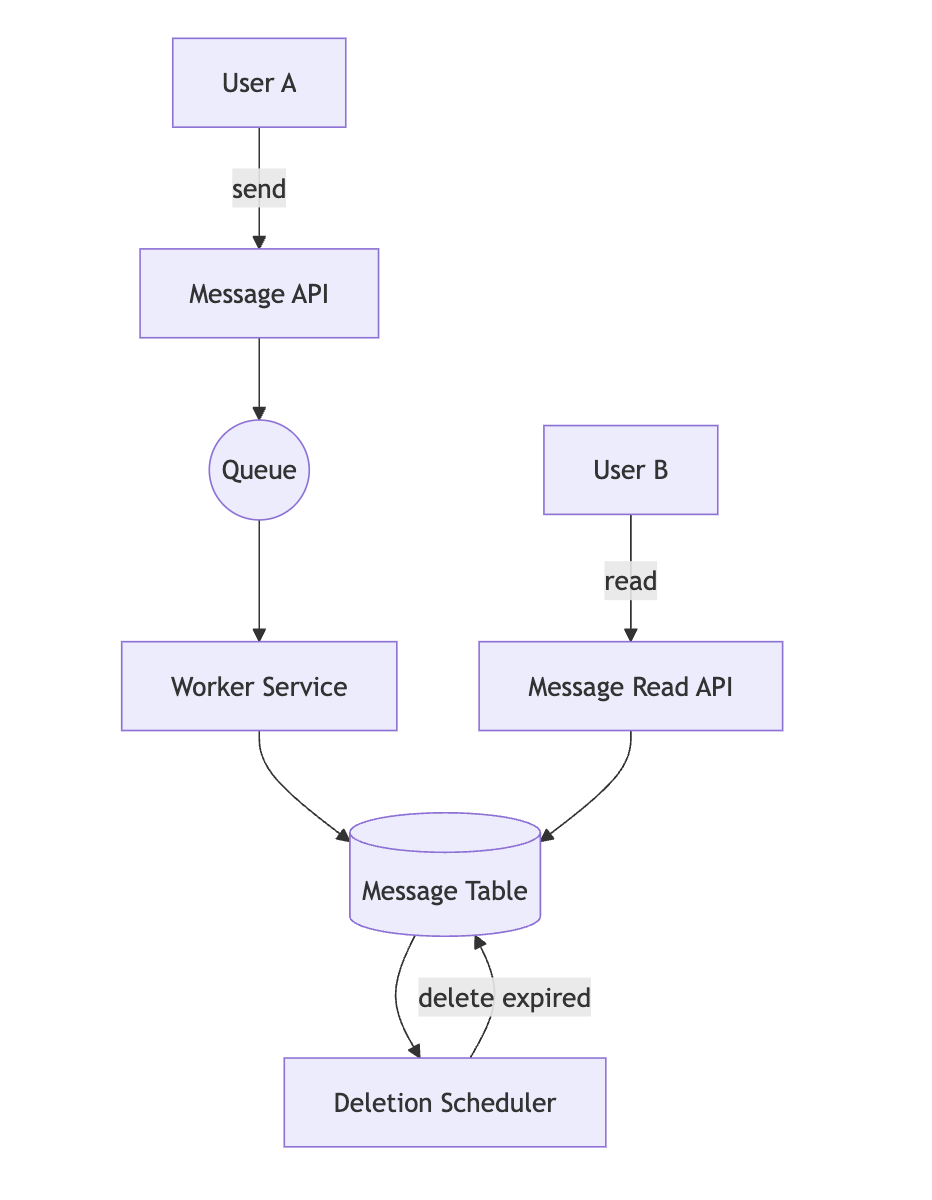 User A
send
Message API
Queue
User B
read
Worker Service
Message Read API
Message Table
delete expired
Deletion Scheduler